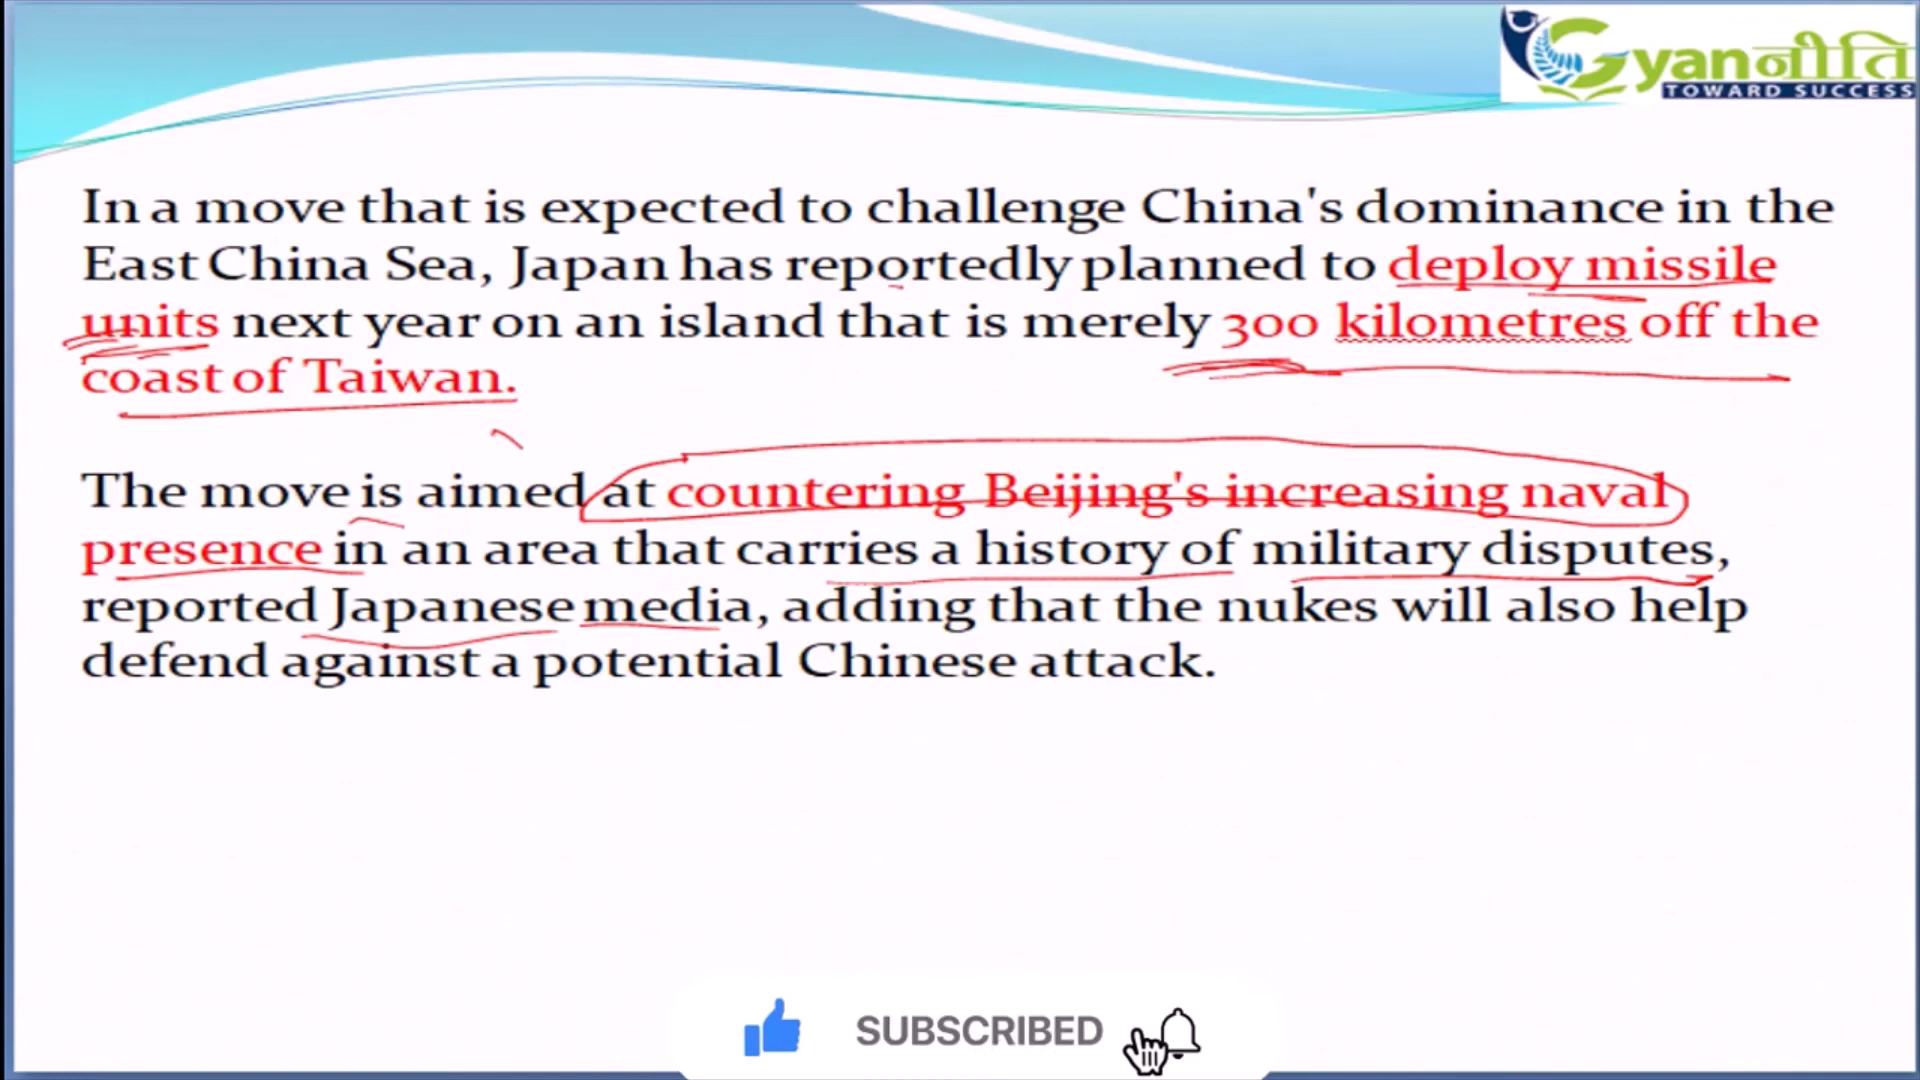 Gyanनीति
TOWARD SUCCESS
In a move that is expected to challenge China's dominance in the
East China Sea, Japan has reportedly planned to deploy missile
units next year on an island that is merely 300 kilometres off the
coast of Taiwan.
The move is aimed at countering Beijing's increasing naval
presence in an area that carries a history of military disputes,
reported Japanese media, adding that the nukes will also help
defend against a potential Chinese attack.
SUBSCRIBED